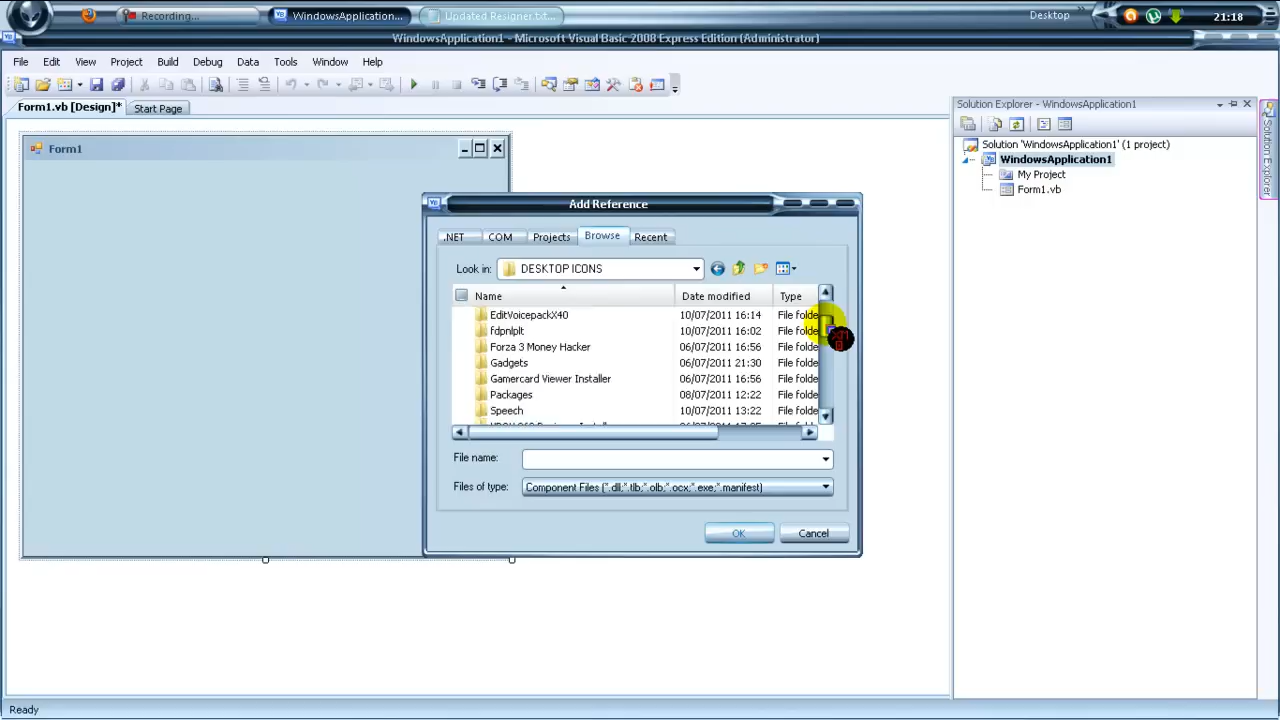 Recording...
WindowsApplication...
Updated Resigner.txt...
Desktop
21:18
WindowsApplication1 - Microsoft Visual Basic 2008 Express Edition (Administrator)
File Edit View Project Build Debug Data Tools Window Help
Form1.vb [Design]*
Start Page
Form1
Solution Explorer - WindowsApplication1
Solution 'WindowsApplication1' (1 project)
WindowsApplication1
My Project
Form1.vb
Solution Explorer
Add Reference
.NET COM Projects Browse Recent
Look in: DESKTOP ICONS
Name Date modified Type
EditVoicepackX40 10/07/2011 16:14 File folde
fdpnlplt 10/07/2011 16:02 File folde
Forza 3 Money Hacker 06/07/2011 16:56 File folde
Gadgets 06/07/2011 21:30 File folde
Gamercard Viewer Installer 06/07/2011 16:56 File folde
Packages 08/07/2011 12:22 File folde
Speech 10/07/2011 13:22 File folde
File name:
Files of type: Component Files (*.dll;*.tlb;*.olb;*.ocx;*.exe;*.manifest)
OK Cancel
Ready